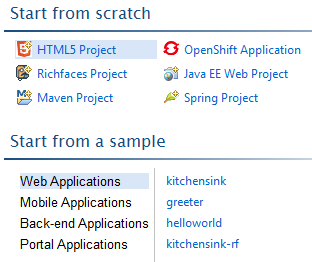 Start from scratch
HTML5 Project OpenShift Application
Richfaces Project Java EE Web Project
Maven Project Spring Project
Start from a sample
Web Applications kitchensink
Mobile Applications greeter
Back-end Applications helloworld
Portal Applications kitchensink-rf